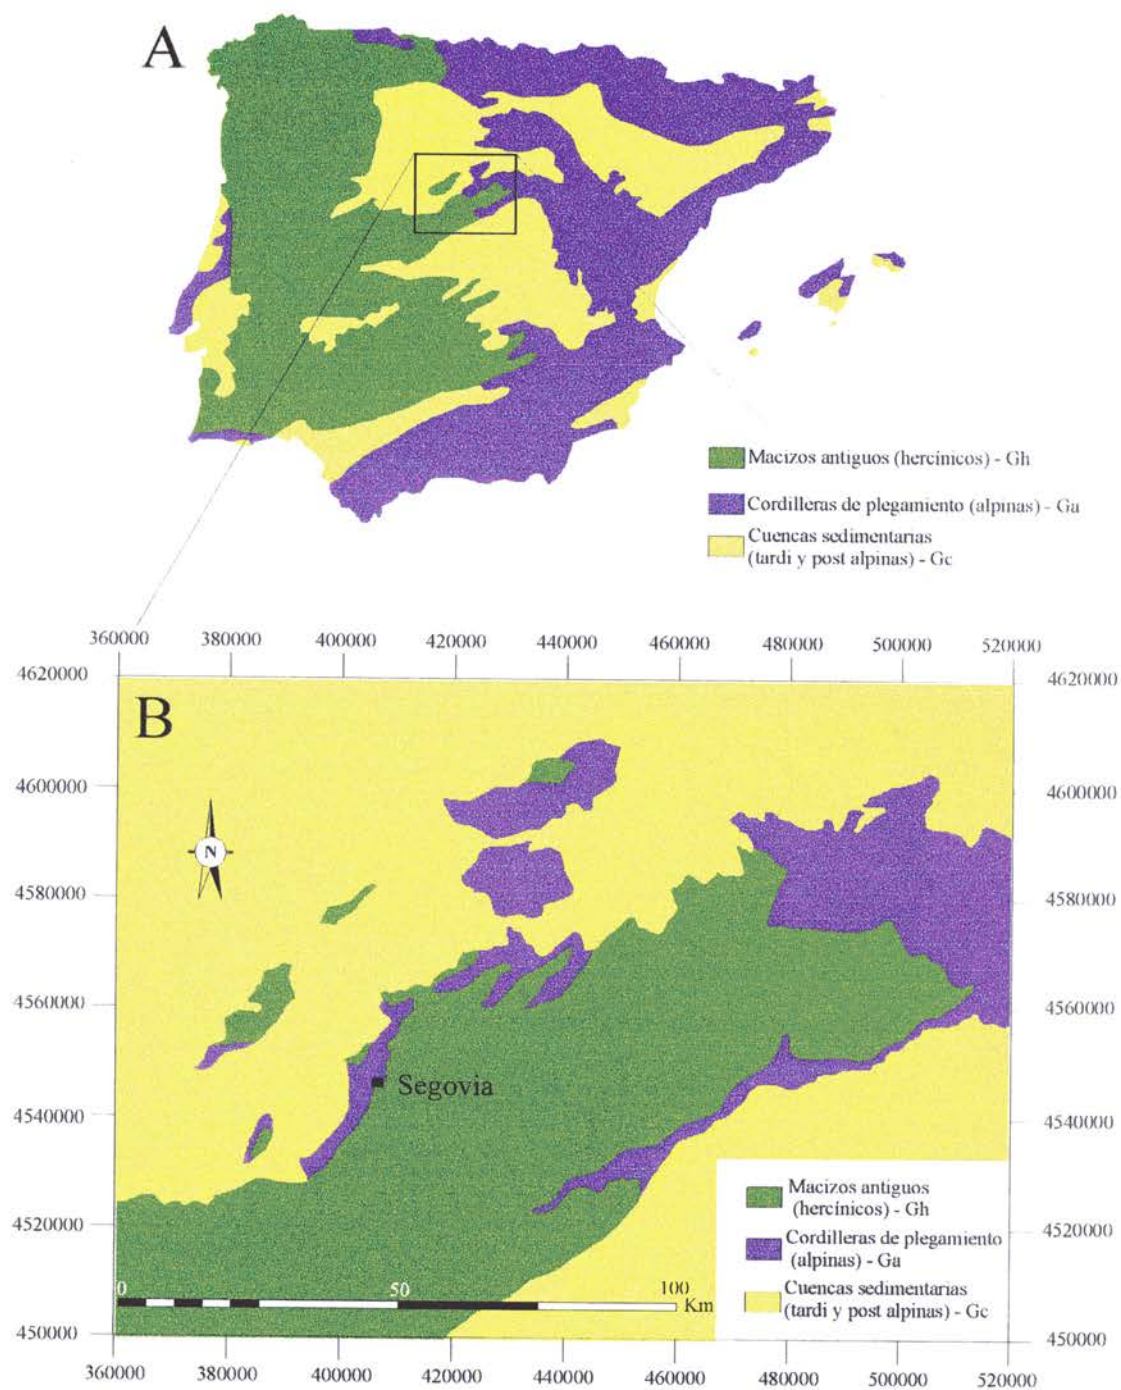 A
Macizos antiguos (hercínicos) - Gh
Cordilleras de plegamiento (alpinas) - Ga
Cuencas sedimentarias
(tardi y post alpinas) - Gc
360000 380000 400000 420000 440000 460000 480000 500000 520000
4620000 4620000
B
4600000 4600000
N
4580000 4580000
4560000 4560000
Segovia
4540000 4540000
Macizos antiguos
(hercínicos) - Gh
4520000 4520000
Cordilleras de plegamiento
(alpinas) - Ga
Cuencas sedimentarias
(tardi y post alpinas) - Gc
0 50 100
Km
450000 450000
360000 380000 400000 420000 440000 460000 480000 500000 520000